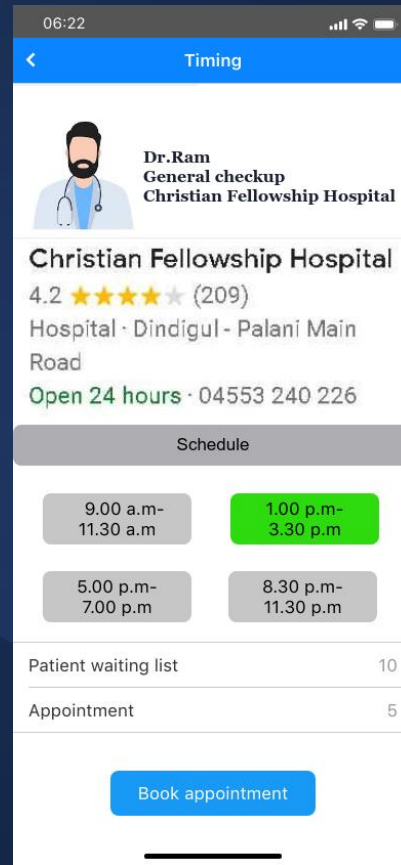 06:22
Timing
Dr.Ram
General checkup
Christian Fellowship Hospital
Christian Fellowship Hospital
4.2 ★★★★★ (209)
Hospital · Dindigul - Palani Main
Road
Open 24 hours · 04553 240 226
Schedule
9.00 a.m-
11.30 a.m
1.00 p.m-
3.30 p.m
5.00 p.m-
7.00 p.m
8.30 p.m-
11.30 p.m
Patient waiting list 10
Appointment 5
Book appointment